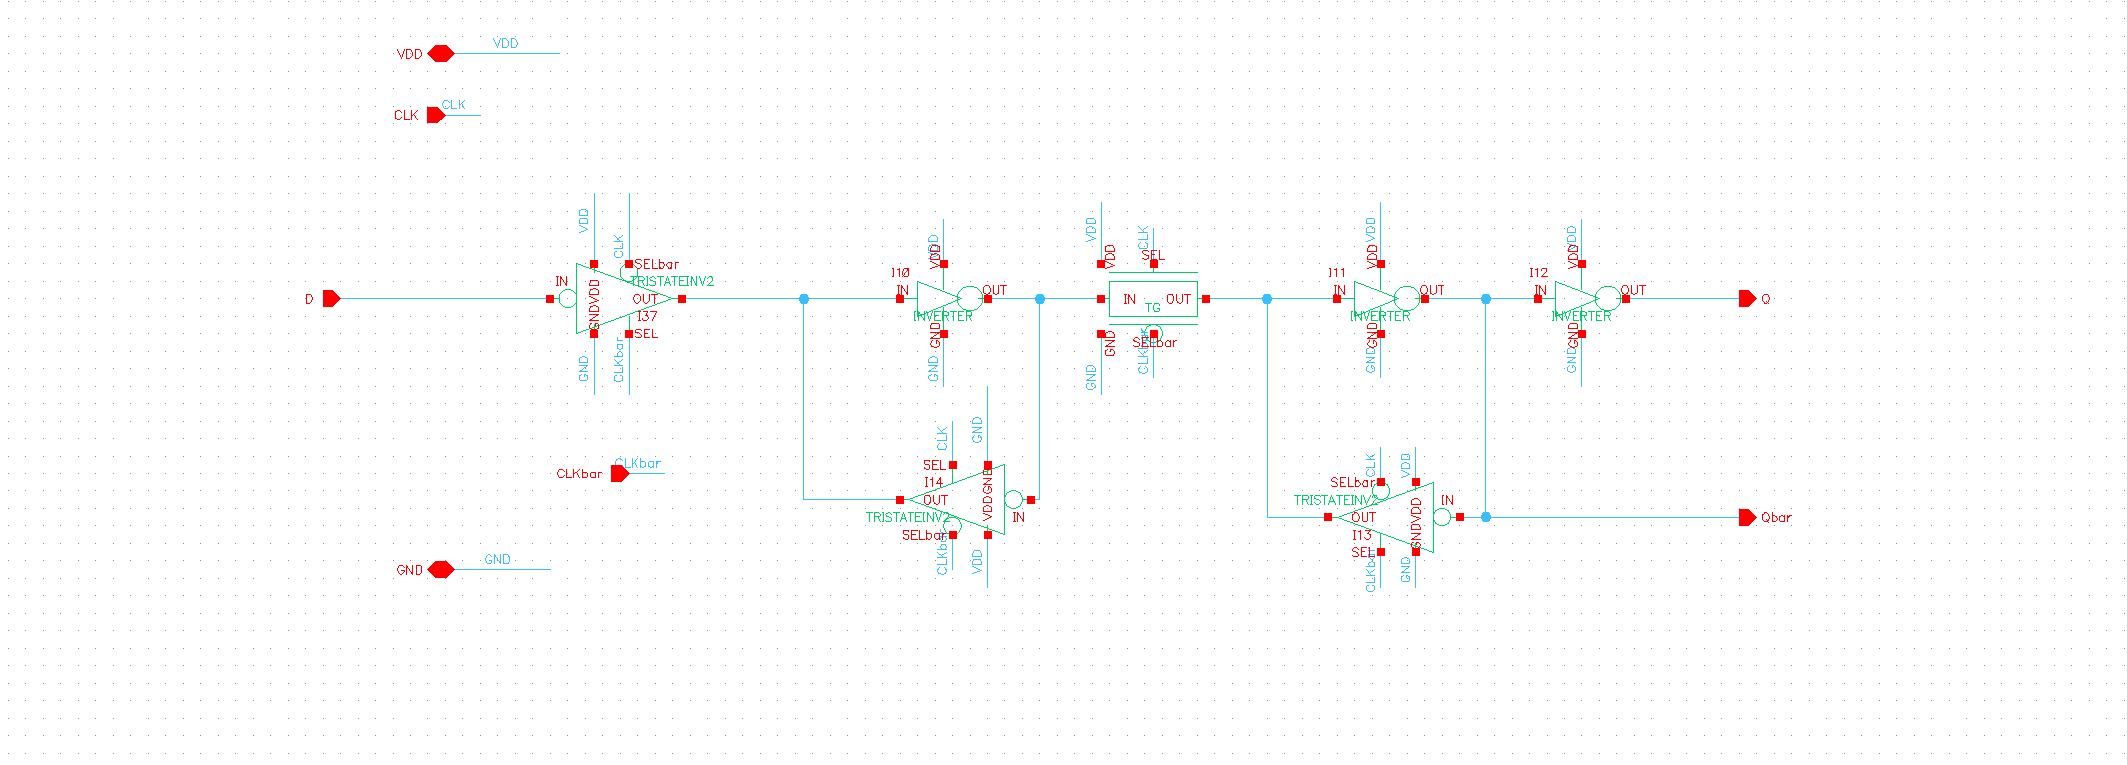 VDD VDD
CLK CLK
VDD CLK SELbar TRISTATEINV2 IN GNDVDD OUT I37 SEL GND CLKbar
D
I10 VDD VDD IN OUT INVERTER GND GND
VDD CLK VDD SEL IN OUT TG GND SELbar CLKbar GND
I11 VDD VDD IN OUT INVERTER GND GND
I12 VDD VDD IN OUT INVERTER GND GND
Q
CLKbar CLKbar
CLK GND SEL I14 OUT VDDGND IN TRISTATEINV2 SELbar CLKbar VDD
CLK VDD SELbar TRISTATEINV2 IN OUT GNDVDD I13 SEL CLKbar GND
Qbar
GND GND